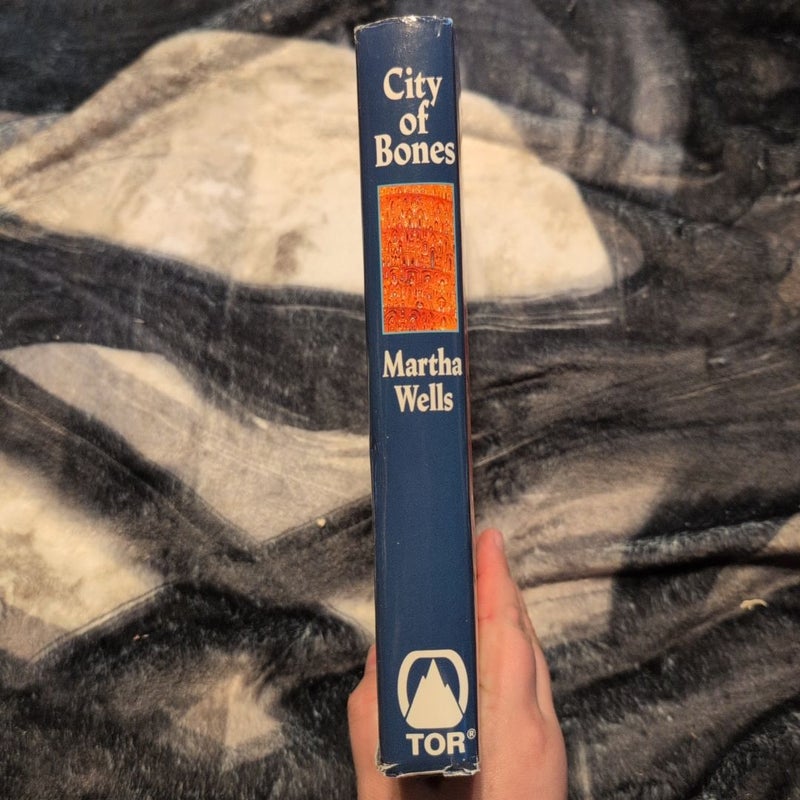 City
of
Bones
Martha
Wells
TOR®